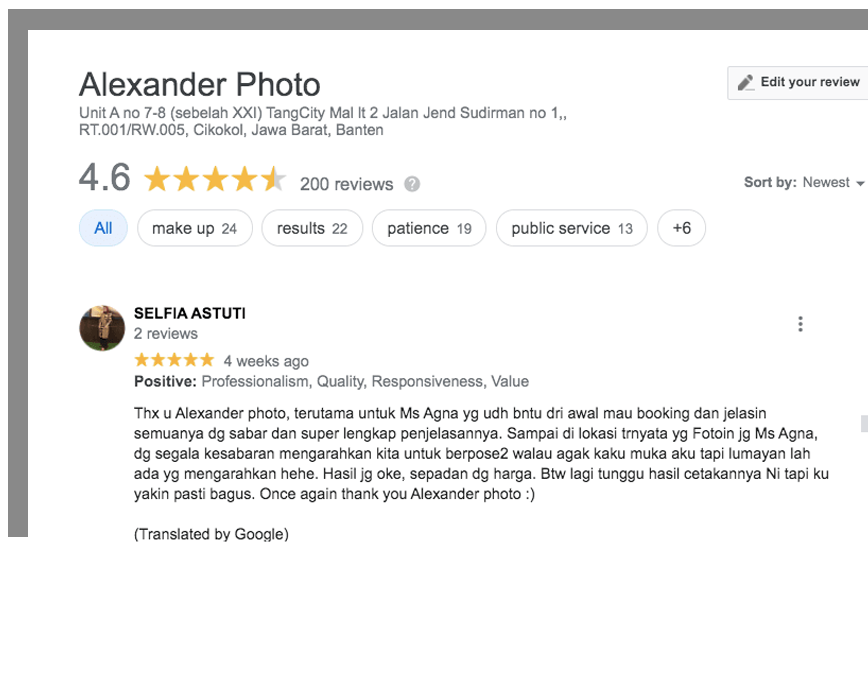 Alexander Photo
Edit your review
Unit A no 7-8 (sebelah XXI) TangCity Mal lt 2 Jalan Jend Sudirman no 1,,
RT.001/RW.005, Cikokol, Jawa Barat, Banten
4.6 200 reviews
Sort by: Newest
All make up 24 results 22 patience 19 public service 13 +6
SELFIA ASTUTI
2 reviews
4 weeks ago
Positive: Professionalism, Quality, Responsiveness, Value
Thx u Alexander photo, terutama untuk Ms Agna yg udh bntu dri awal mau booking dan jelasin
semuanya dg sabar dan super lengkap penjelasannya. Sampai di lokasi trnyata yg Fotoin jg Ms Agna,
dg segala kesabaran mengarahkan kita untuk berpose2 walau agak kaku muka aku tapi lumayan lah
ada yg mengarahkan hehe. Hasil jg oke, sepadan dg harga. Btw lagi tunggu hasil cetakannya Ni tapi ku
yakin pasti bagus. Once again thank you Alexander photo :)
(Translated by Google)